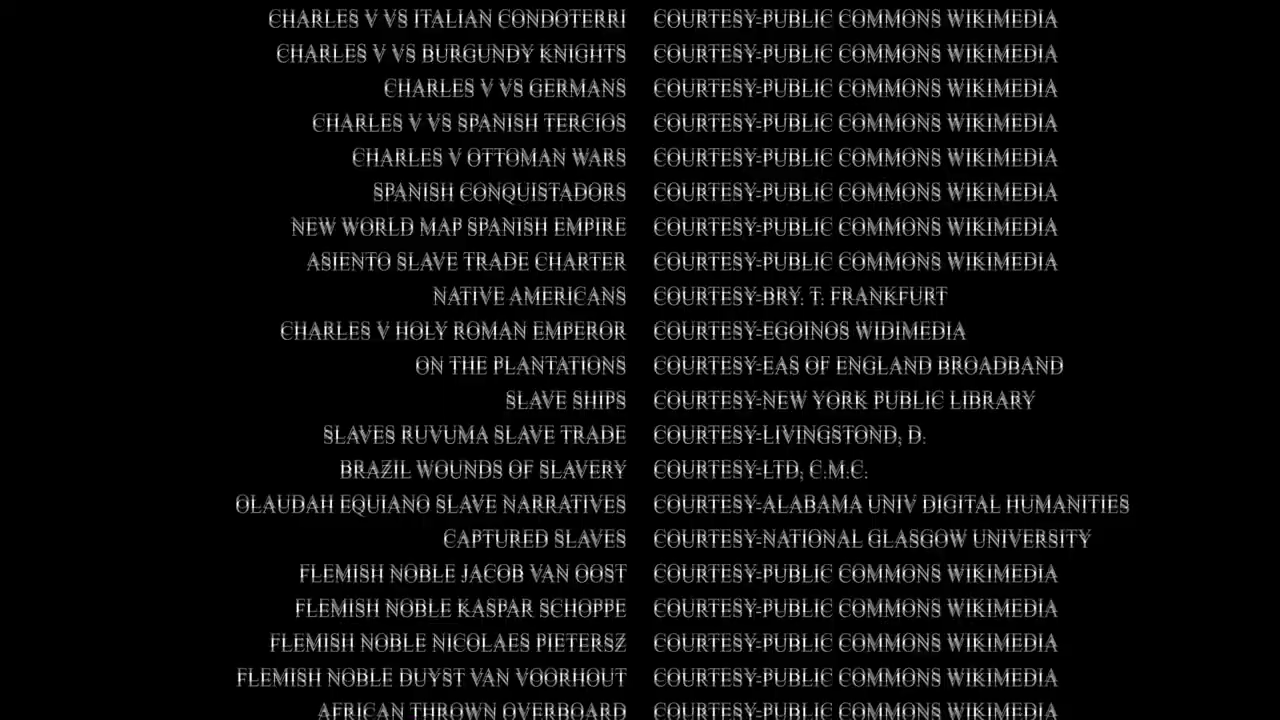 CHARLES V VS ITALIAN CONDOTERRI COURTESY-PUBLIC COMMONS WIKIMEDIA
CHARLES V VS BURGUNDY KNIGHTS COURTESY-PUBLIC COMMONS WIKIMEDIA
CHARLES V VS GERMANS COURTESY-PUBLIC COMMONS WIKIMEDIA
CHARLES V VS SPANISH TERCIOS COURTESY-PUBLIC COMMONS WIKIMEDIA
CHARLES V OTTOMAN WARS COURTESY-PUBLIC COMMONS WIKIMEDIA
SPANISH CONQUISTADORS COURTESY-PUBLIC COMMONS WIKIMEDIA
NEW WORLD MAP SPANISH EMPIRE COURTESY-PUBLIC COMMONS WIKIMEDIA
ASIENTO SLAVE TRADE CHARTER COURTESY-PUBLIC COMMONS WIKIMEDIA
NATIVE AMERICANS COURTESY-BRY. T. FRANKFURT
CHARLES V HOLY ROMAN EMPEROR COURTESY-EGOINOS WIDIMEDIA
ON THE PLANTATIONS COURTESY-EAS OF ENGLAND BROADBAND
SLAVE SHIPS COURTESY-NEW YORK PUBLIC LIBRARY
SLAVES RUVUMA SLAVE TRADE COURTESY-LIVINGSTOND, D.
BRAZIL WOUNDS OF SLAVERY COURTESY-LTD, C.M.C.
OLAUDAH EQUIANO SLAVE NARRATIVES COURTESY-ALABAMA UNIV DIGITAL HUMANITIES
CAPTURED SLAVES COURTESY-NATIONAL GLASGOW UNIVERSITY
FLEMISH NOBLE JACOB VAN OOST COURTESY-PUBLIC COMMONS WIKIMEDIA
FLEMISH NOBLE KASPAR SCHOPPE COURTESY-PUBLIC COMMONS WIKIMEDIA
FLEMISH NOBLE NICOLAES PIETERSZ COURTESY-PUBLIC COMMONS WIKIMEDIA
FLEMISH NOBLE DUYST VAN VOORHOUT COURTESY-PUBLIC COMMONS WIKIMEDIA
AFRICAN THROWN OVERBOARD COURTESY-PUBLIC COMMONS WIKIMEDIA